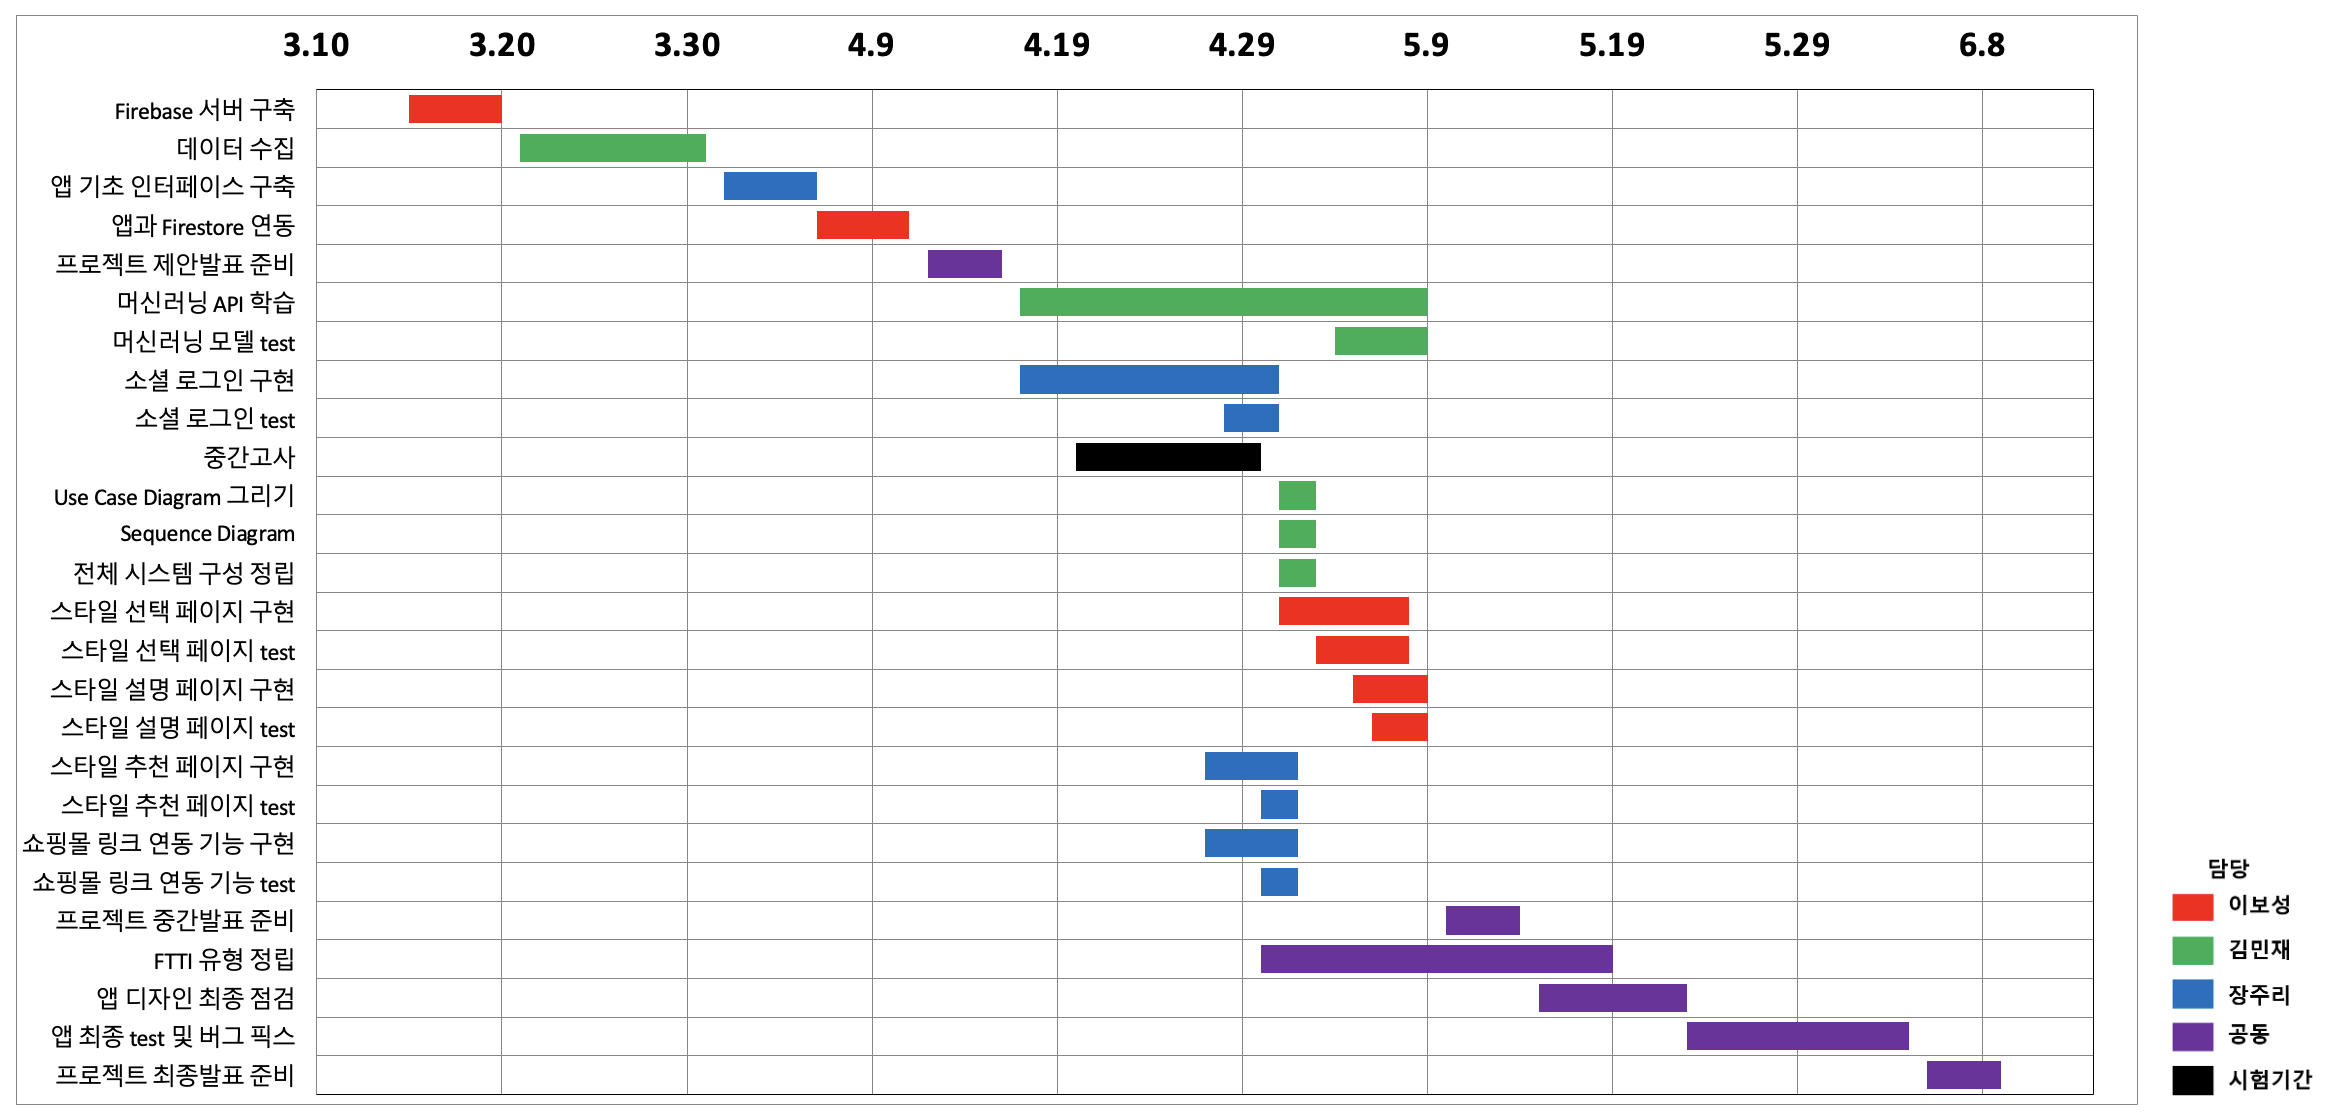 3.10 3.20 3.30 4.9 4.19 4.29 5.9 5.19 5.29 6.8
Firebase 서버 구축
데이터 수집
앱 기초 인터페이스 구축
앱과 Firestore 연동
프로젝트 제안발표 준비
머신러닝 API 학습
머신러닝 모델 test
소셜 로그인 구현
소셜 로그인 test
중간고사
Use Case Diagram 그리기
Sequence Diagram
전체 시스템 구성 정립
스타일 선택 페이지 구현
스타일 선택 페이지 test
스타일 설명 페이지 구현
스타일 설명 페이지 test
스타일 추천 페이지 구현
스타일 추천 페이지 test
쇼핑몰 링크 연동 기능 구현
쇼핑몰 링크 연동 기능 test
프로젝트 중간발표 준비
FTTI 유형 정립
앱 디자인 최종 점검
앱 최종 test 및 버그 픽스
프로젝트 최종발표 준비
담당
이보성
김민재
장주리
공동
시험기간